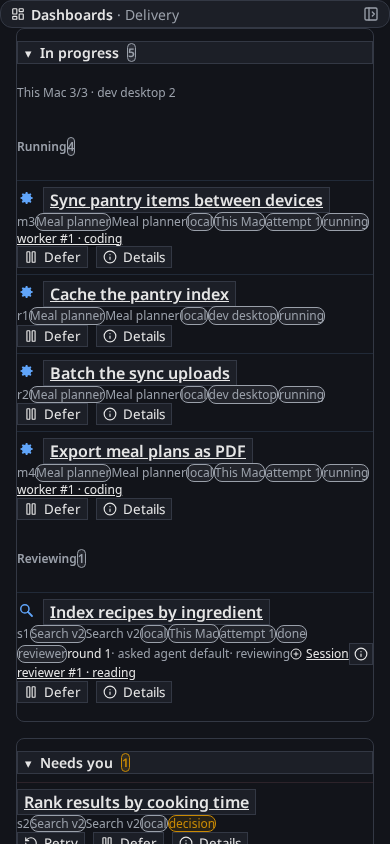 Dashboards · Delivery
▾ In progress 5
This Mac 3/3 · dev desktop 2
Running 4
Sync pantry items between devices
m3 Meal planner Meal planner local This Mac attempt 1 running
worker #1 · coding
Defer Details
Cache the pantry index
r1 Meal planner Meal planner local dev desktop running
Defer Details
Batch the sync uploads
r2 Meal planner Meal planner local dev desktop running
Defer Details
Export meal plans as PDF
m4 Meal planner Meal planner local This Mac attempt 1 running
worker #1 · coding
Defer Details
Reviewing 1
Index recipes by ingredient
s1 Search v2 Search v2 local This Mac attempt 1 done
reviewer round 1 · asked agent default · reviewing Session
reviewer #1 · reading
Defer Details
▾ Needs you 1
Rank results by cooking time
s2 Search v2 Search v2 local decision
Retry Defer Details